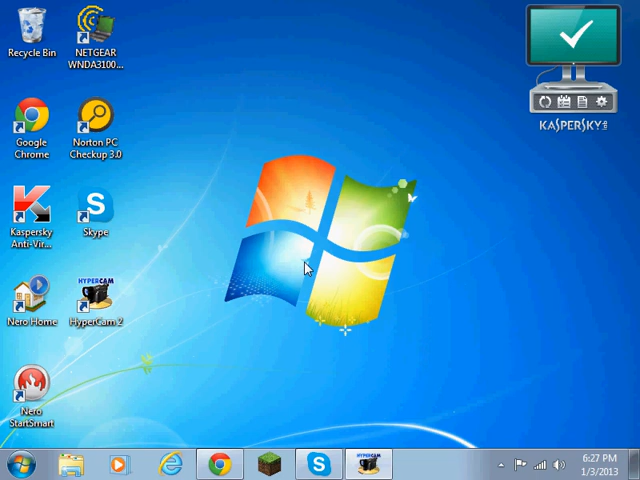 Recycle Bin
NETGEAR
WNDA3100...
Google
Chrome
Norton PC
Checkup 3.0
Kaspersky
Anti-Vir...
Skype
Nero Home
HYPERCAM
HyperCam 2
Nero
StartSmart
KASPERSKY
HYPERCAM
6:27 PM
1/3/2013